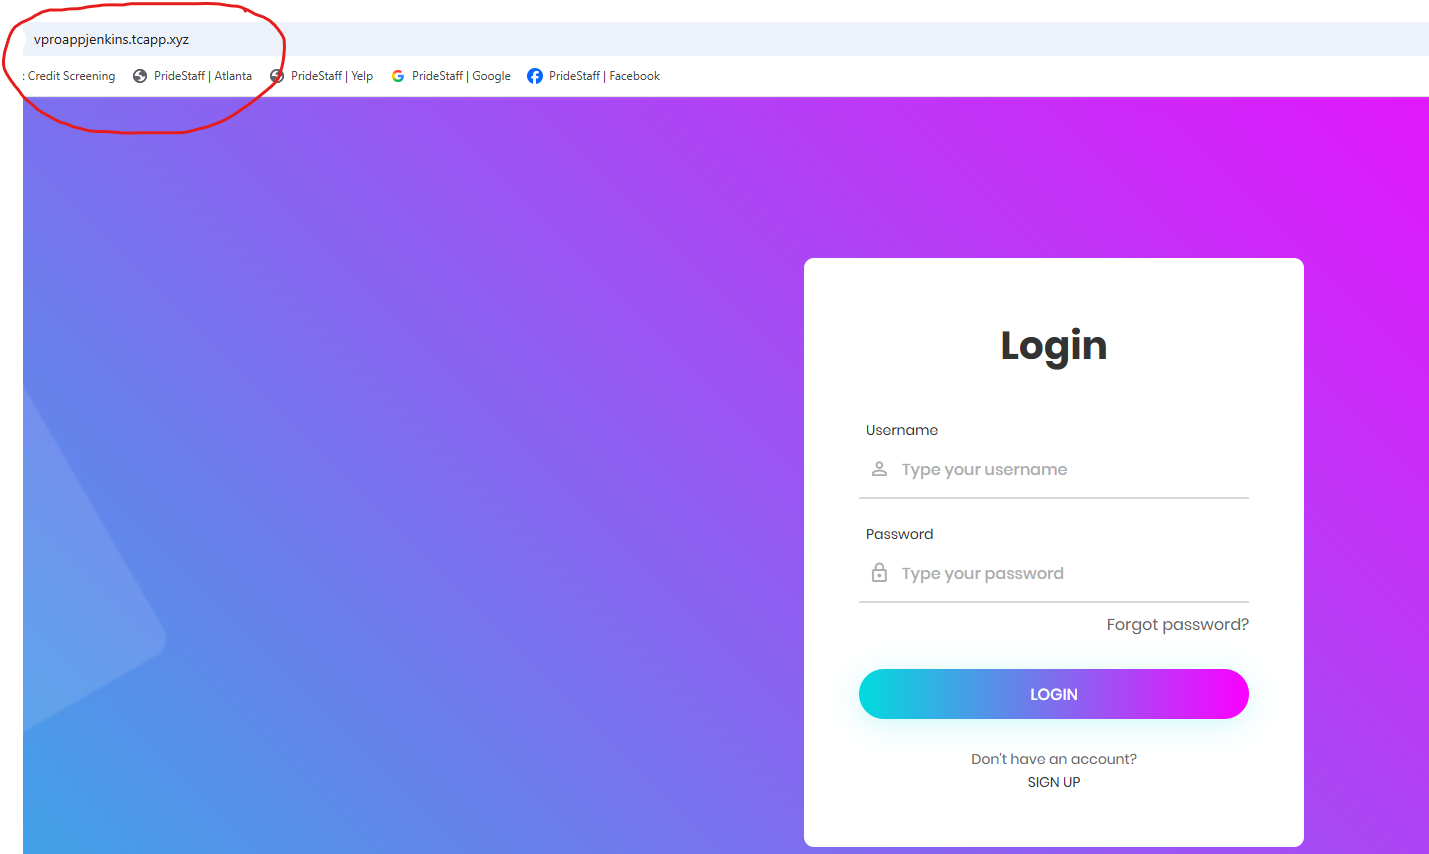 vproappjenkins.tcapp.xyz
: Credit Screening PrideStaff | Atlanta PrideStaff | Yelp PrideStaff | Google PrideStaff | Facebook
Login
Username
Type your username
Password
Type your password
Forgot password?
LOGIN
Don't have an account?
SIGN UP